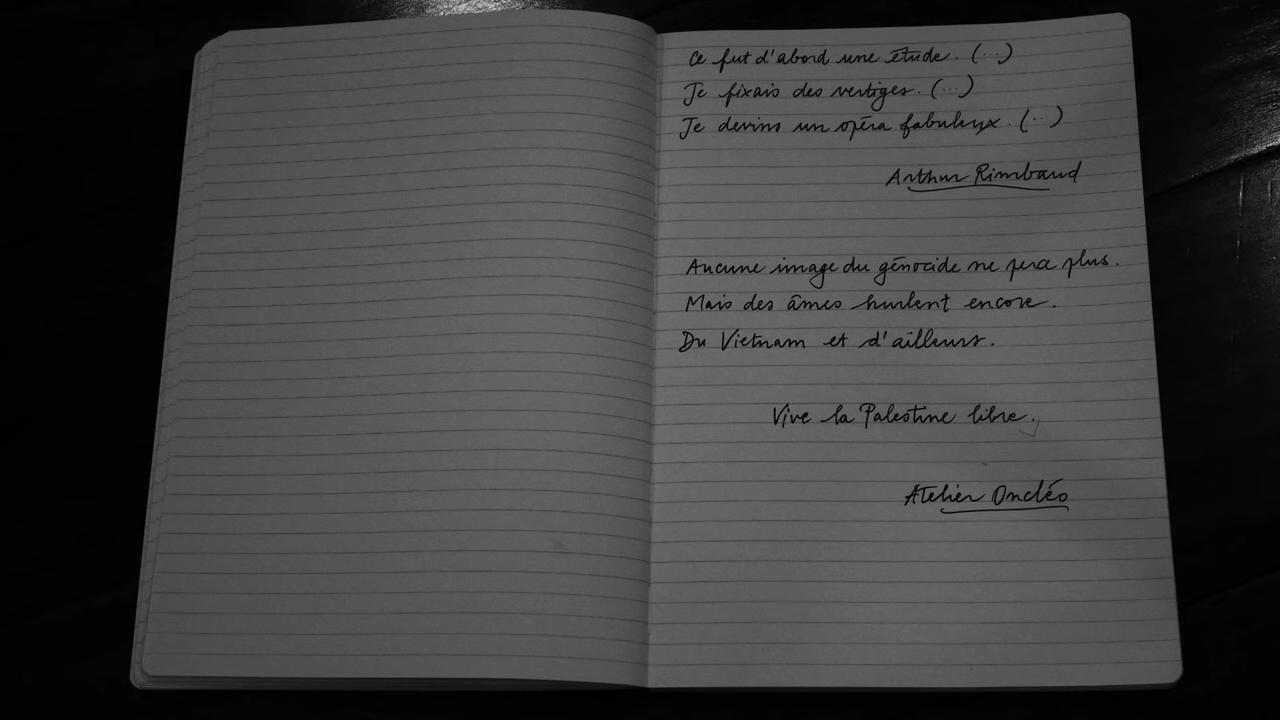 Ce fut d'abord une étude. (...)
Je fixais des vertiges. (...)
Je devins un opéra fabuleux. (...)
Arthur Rimbaud
Aucune image du génocide ne sera plus.
Mais des âmes hurlent encore.
Du Vietnam et d'ailleurs.
Vive la Palestine libre.
Atelier Oncléo